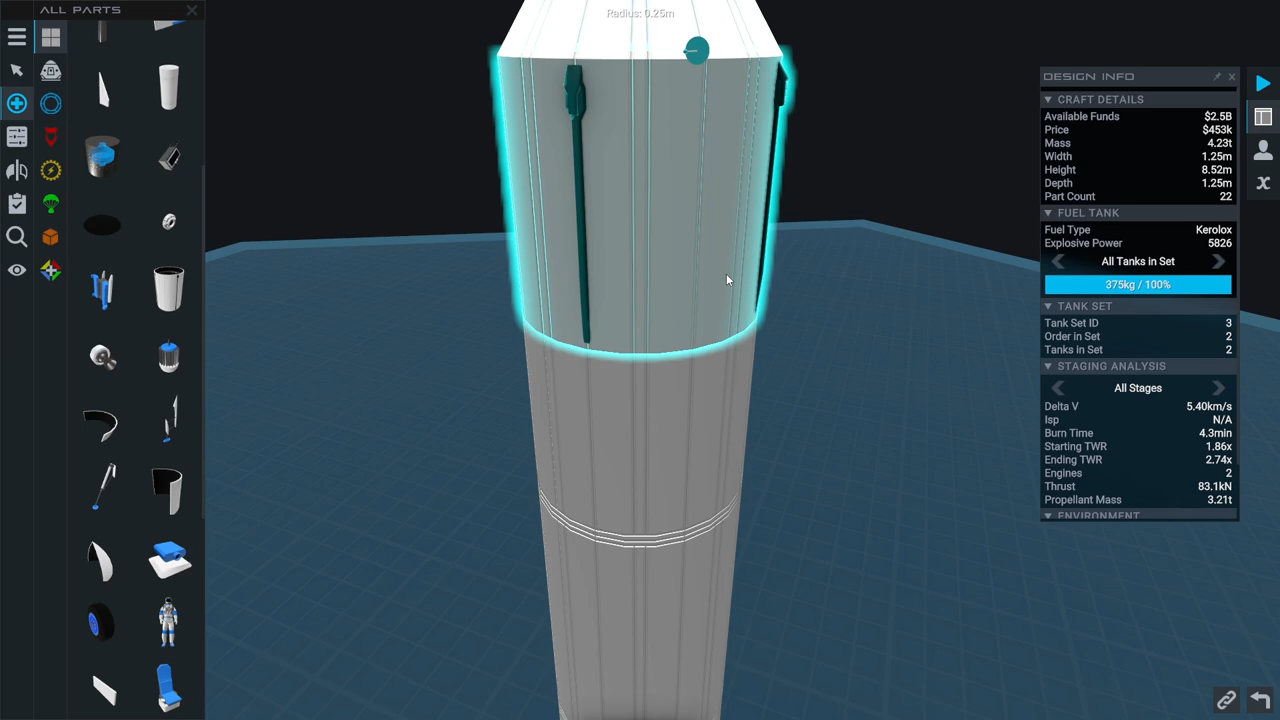 ALL PARTS
Radius: 0.25m
DESIGN INFO
CRAFT DETAILS
Available Funds $2.5B
Price $453k
Mass 4.23t
Width 1.25m
Height 8.52m
Depth 1.25m
Part Count 22
FUEL TANK
Fuel Type Kerolox
Explosive Power 5826
All Tanks in Set
375kg / 100%
TANK SET
Tank Set ID 3
Order in Set 2
Tanks in Set 2
STAGING ANALYSIS
All Stages
Delta V 5.40km/s
Isp N/A
Burn Time 4.3min
Starting TWR 1.86x
Ending TWR 2.74x
Engines 2
Thrust 83.1kN
Propellant Mass 3.21t
ENVIRONMENT